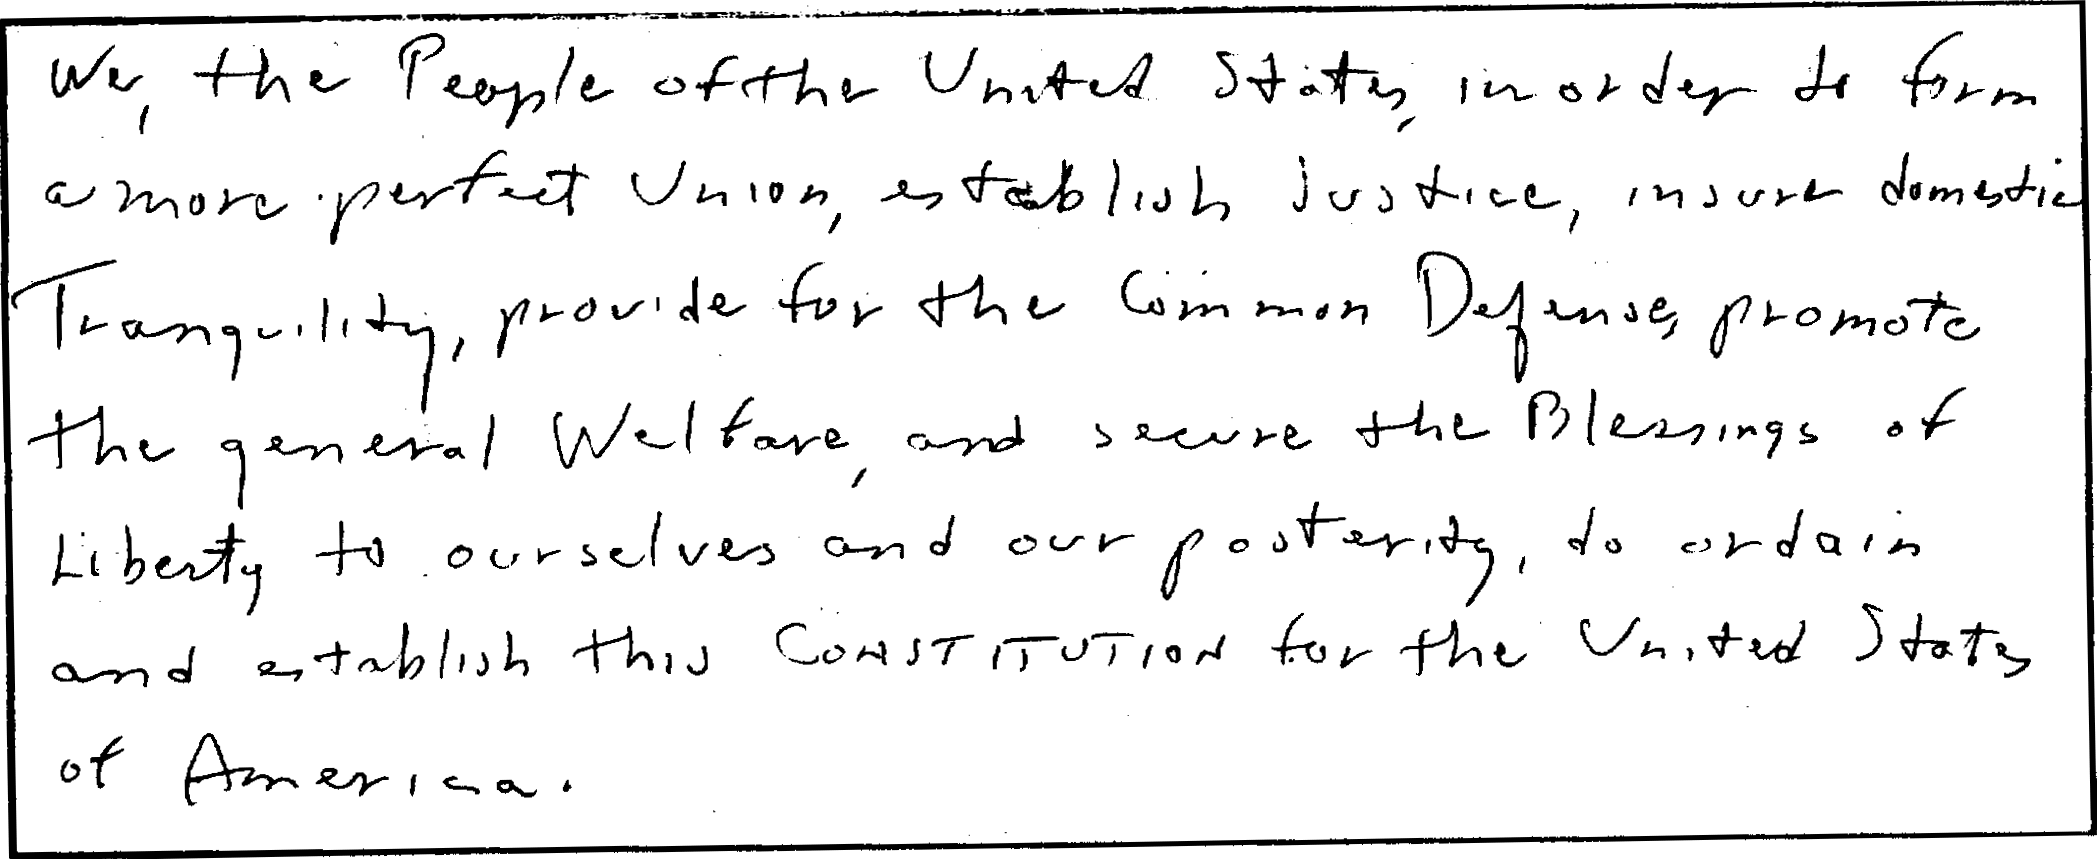 We, the People of the United States, in order to form
a more perfect Union, establish justice, insure domestic
Tranquility, provide for the Common Defense, promote
the general Welfare, and secure the Blessings of
Liberty to ourselves and our posterity, do ordain
and establish this CONSTITUTION for the United States
of America.